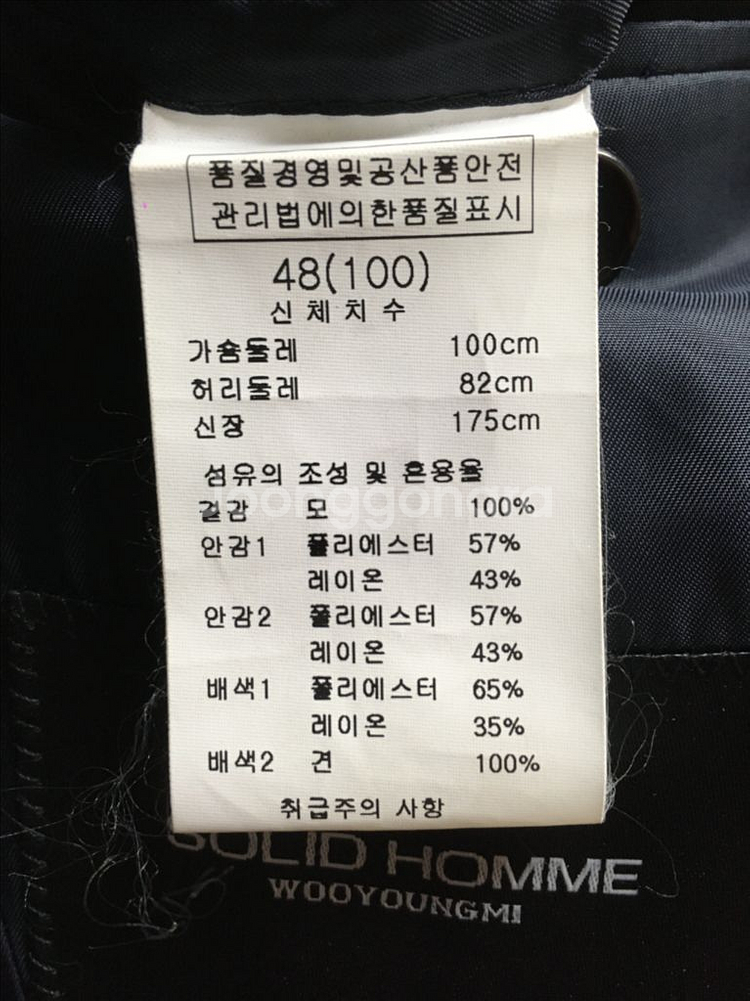 품질경영및공산품안전
관리법에의한품질표시
48(100)
신체치수
가슴둘레 100cm
허리둘레 82cm
신장 175cm
섬유의 조성 및 혼용율
겉감 모 100%
안감1 폴리에스터 57%
레이온 43%
안감2 폴리에스터 57%
레이온 43%
배색1 폴리에스터 65%
레이온 35%
배색2 견 100%
취급주의 사항
SOLID HOMME
WOOYOUNGMI
joonggonara